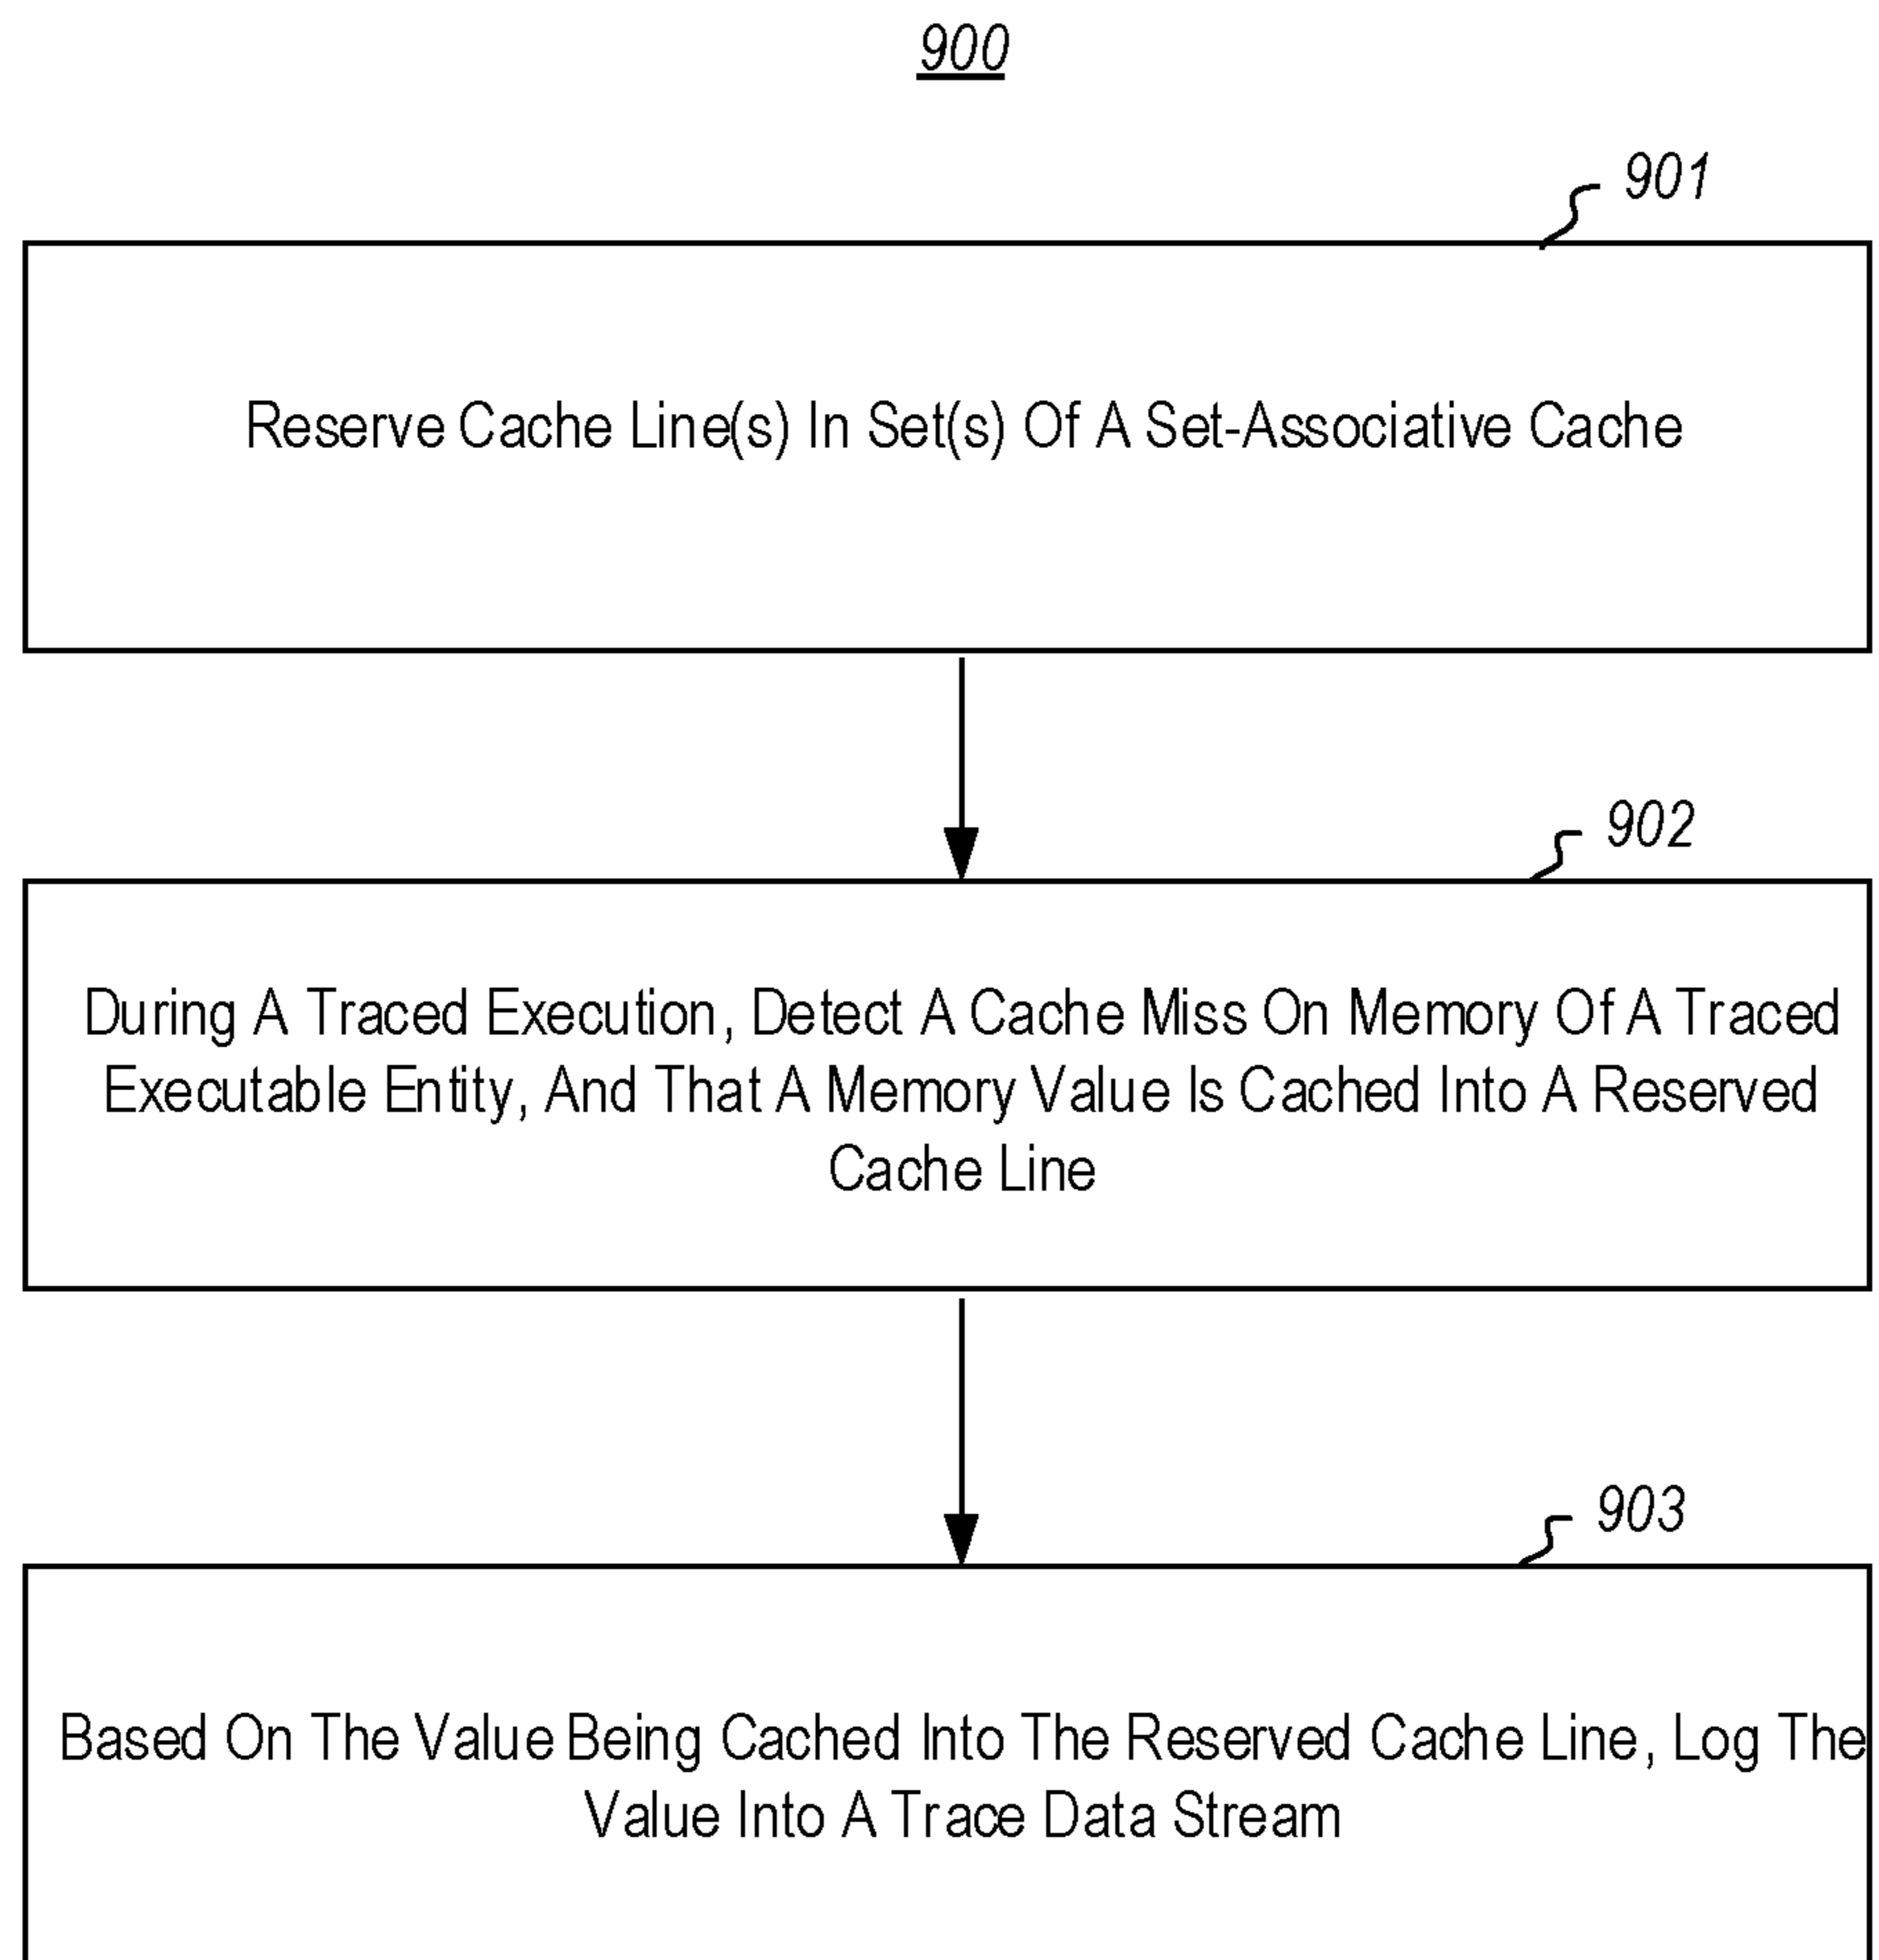 900
901
Reserve Cache Line(s) In Set(s) Of A Set-Associative Cache
902
During A Traced Execution, Detect A Cache Miss On Memory Of A Traced
Executable Entity, And That A Memory Value Is Cached Into A Reserved
Cache Line
903
Based On The Value Being Cached Into The Reserved Cache Line, Log The
Value Into A Trace Data Stream